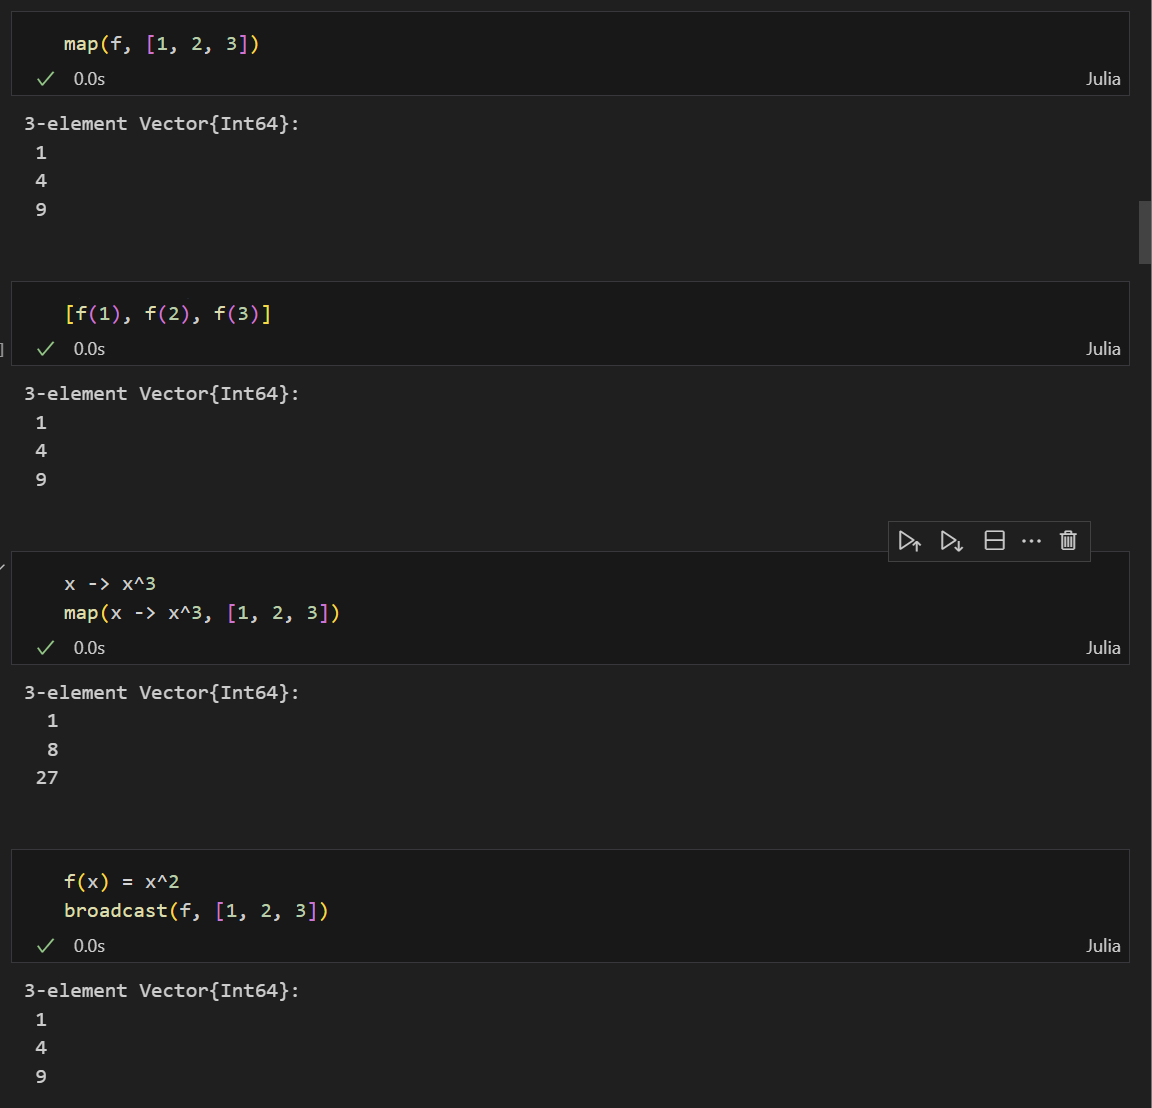 map(f, [1, 2, 3])
0.0s
Julia
3-element Vector{Int64}:
1
4
9
[f(1), f(2), f(3)]
]
0.0s
Julia
3-element Vector{Int64}:
1
4
9
x -> x^3
map(x -> x^3, [1, 2, 3])
0.0s
Julia
3-element Vector{Int64}:
1
8
27
f(x) = x^2
broadcast(f, [1, 2, 3])
0.0s
Julia
3-element Vector{Int64}:
1
4
9